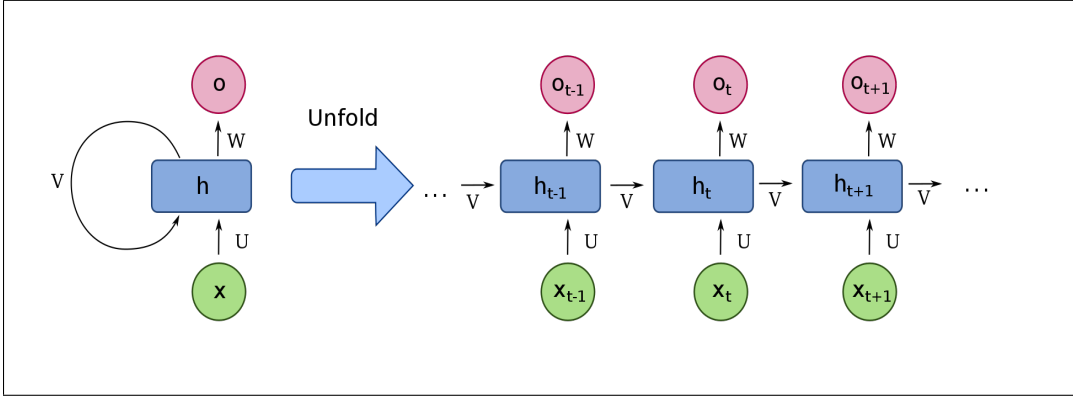 o o_{t-1} o_t o_{t+1}
Unfold
W W W W
V h ... h_{t-1} h_t h_{t+1} ...
V V V V
U U U U
x x_{t-1} x_t x_{t+1}